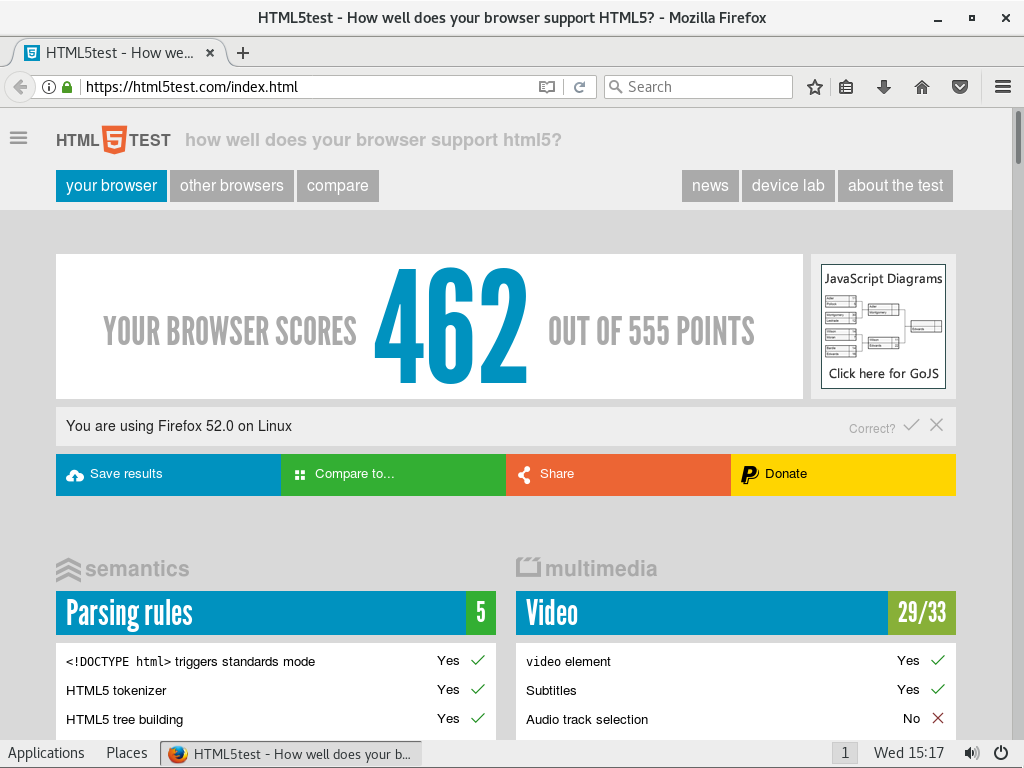 HTML5test - How well does your browser support HTML5? - Mozilla Firefox
HTML5test - How we...
https://html5test.com/index.html
Search
HTML 5 TEST how well does your browser support html5?
your browser other browsers compare news device lab about the test
YOUR BROWSER SCORES 462 OUT OF 555 POINTS
JavaScript Diagrams
Click here for GoJS
You are using Firefox 52.0 on Linux Correct?
Save results Compare to... Share Donate
semantics
Parsing rules 5
<!DOCTYPE html> triggers standards mode Yes
HTML5 tokenizer Yes
HTML5 tree building Yes
multimedia
Video 29/33
video element Yes
Subtitles Yes
Audio track selection No
Applications Places HTML5test - How well does your b... 1 Wed 15:17